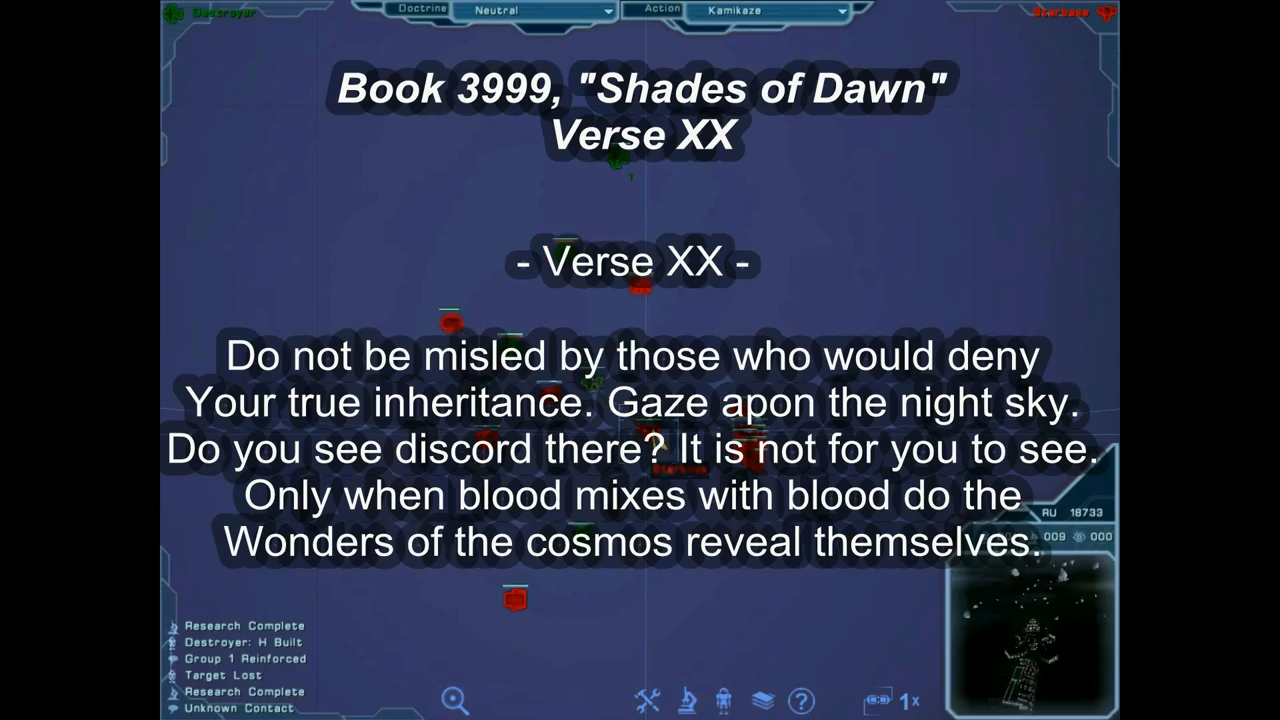 Destroyer
Doctrine
Neutral
Action
Kamikaze
Starbase
Book 3999, "Shades of Dawn"
Verse XX
1
- Verse XX -
Do not be misled by those who would deny
Your true inheritance. Gaze apon the night sky.
Do you see discord there? It is not for you to see.
Starbase
Only when blood mixes with blood do the
Wonders of the cosmos reveal themselves.
RU 18733
009 000
Research Complete
Destroyer: H Built
Group 1 Reinforced
Target Lost
Research Complete
Unknown Contact
? 1x